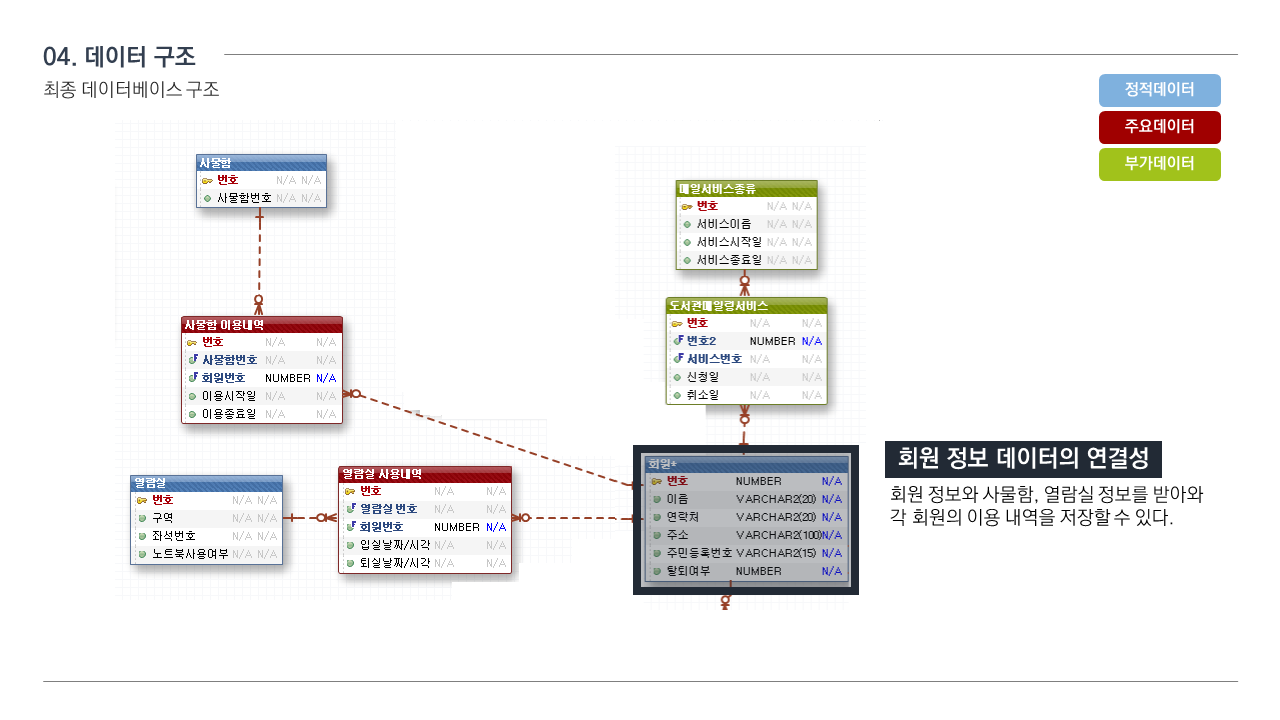 04. 데이터 구조
최종 데이터베이스 구조
정적데이터
주요데이터
부가데이터
사물함
번호 N/A N/A
사물함번호 N/A N/A
메일서비스종류
번호 N/A N/A
서비스이름 N/A N/A
서비스시작일 N/A N/A
서비스종료일 N/A N/A
도서관메일링서비스
번호 N/A N/A
번호2 NUMBER N/A
서비스번호 N/A N/A
신청일 N/A N/A
취소일 N/A N/A
사물함 이용내역
번호 N/A N/A
사물함번호 N/A N/A
회원번호 NUMBER N/A
이용시작일 N/A N/A
이용종료일 N/A N/A
열람실
번호 N/A N/A
구역 N/A N/A
좌석번호 N/A N/A
노트북사용여부 N/A N/A
열람실 사용내역
번호 N/A N/A
열람실 번호 N/A N/A
회원번호 NUMBER N/A
입실날짜/시각 N/A N/A
퇴실날짜/시각 N/A N/A
회원*
번호 NUMBER N/A
이름 VARCHAR2(20) N/A
연락처 VARCHAR2(20) N/A
주소 VARCHAR2(100) N/A
주민등록번호 VARCHAR2(15) N/A
탈퇴여부 NUMBER N/A
회원 정보 데이터의 연결성
회원 정보와 사물함, 열람실 정보를 받아와
각 회원의 이용 내역을 저장할 수 있다.